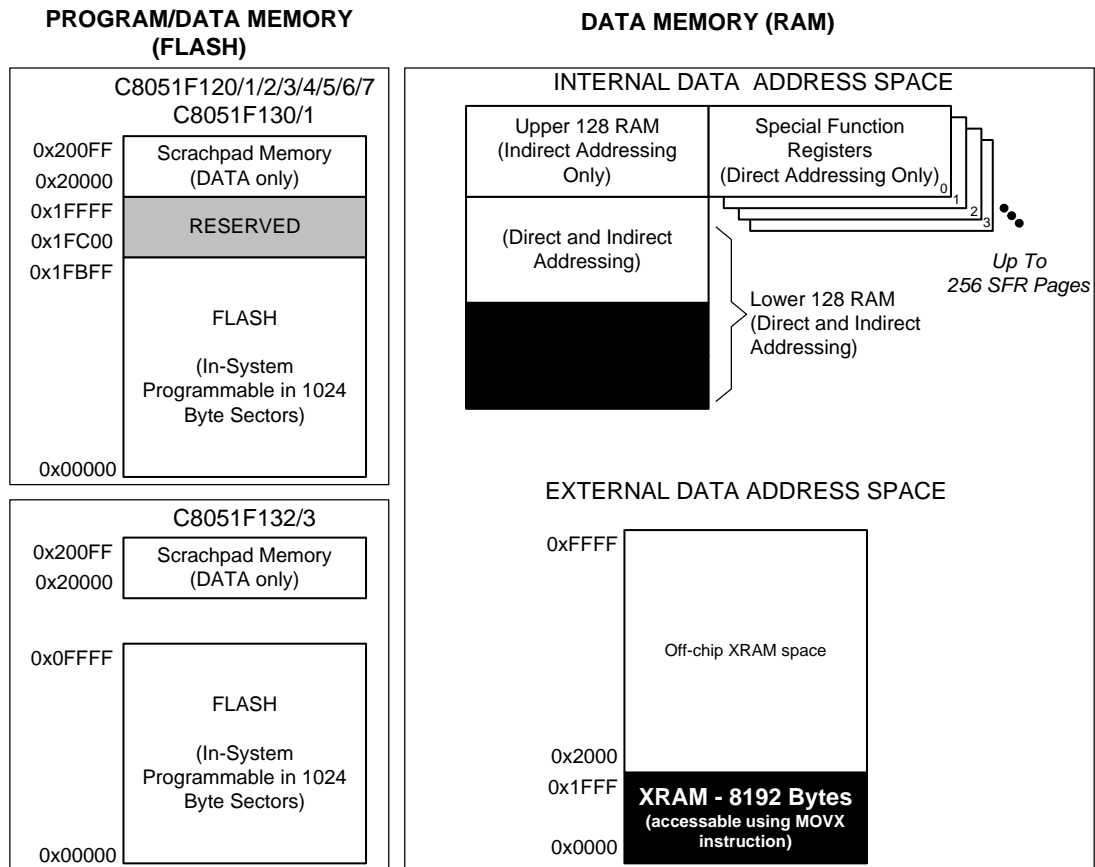 PROGRAM/DATA MEMORY
(FLASH)
C8051F120/1/2/3/4/5/6/7
C8051F130/1
0x200FF
0x20000
Scrachpad Memory
(DATA only)
0x1FFFF
0x1FC00
RESERVED
0x1FBFF
FLASH
(In-System
Programmable in 1024
Byte Sectors)
0x00000
C8051F132/3
0x200FF
0x20000
Scrachpad Memory
(DATA only)
0x0FFFF
FLASH
(In-System
Programmable in 1024
Byte Sectors)
0x00000
DATA MEMORY (RAM)
INTERNAL DATA ADDRESS SPACE
Upper 128 RAM
(Indirect Addressing
Only)
Special Function
Registers
(Direct Addressing Only)
0
1
2
3
Up To
256 SFR Pages
(Direct and Indirect
Addressing)
Lower 128 RAM
(Direct and Indirect
Addressing)
EXTERNAL DATA ADDRESS SPACE
0xFFFF
Off-chip XRAM space
0x2000
0x1FFF
XRAM - 8192 Bytes
(accessable using MOVX
instruction)
0x0000